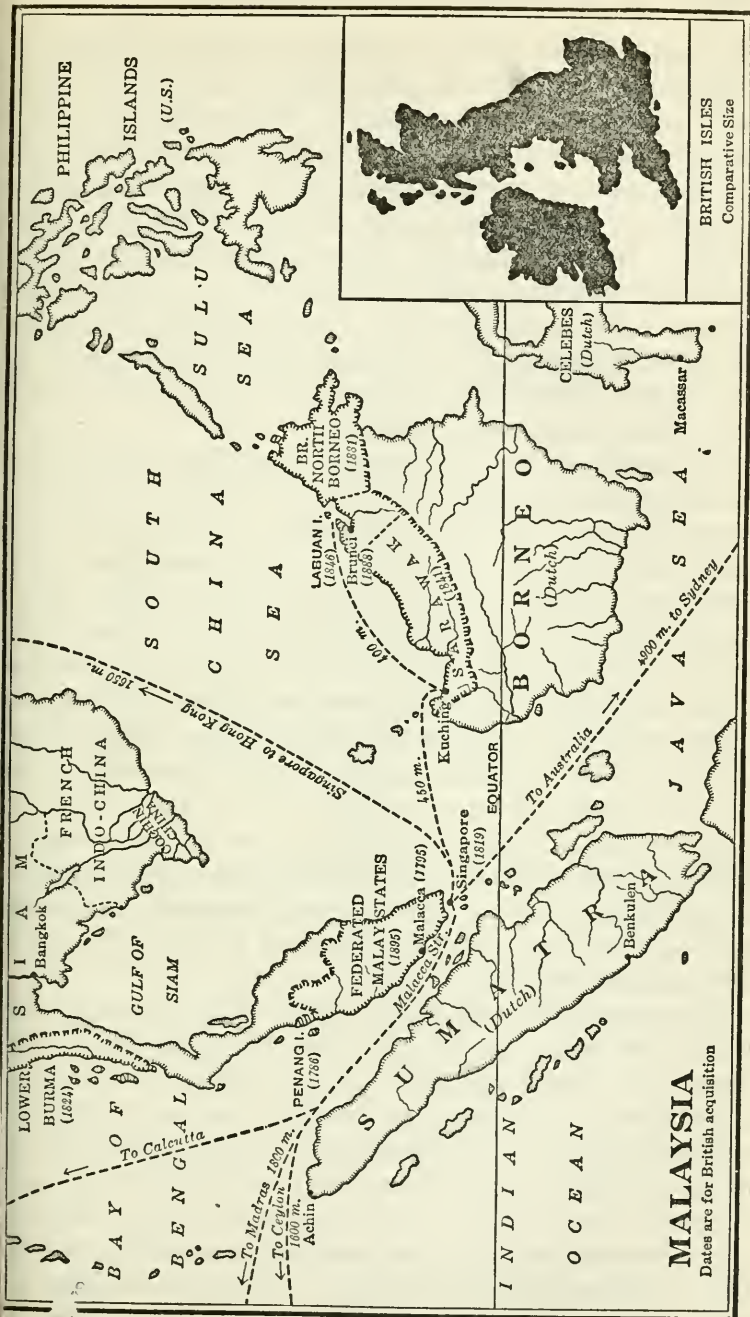 PHILIPPINE
ISLANDS
(U.S.)
SULU
SEA
SOUTH
CHINA
SEA
SIAM
Bangkok
FRENCH
INDO-CHINA
COCHIN
CHINA
GULF OF
SIAM
LOWER
BURMA
(1824)
BAY OF
BENGAL
To Calcutta
To Madras 1800 m.
To Ceylon
1600 m.
Achin
PENANG I.
(1786)
FEDERATED
MALAY STATES
(1895)
Malacca (1795)
Malacca Str.
Singapore
(1819)
Singapore to Hong Kong 1650 m.
450 m.
400 m.
Kuching
LABUAN I.
(1846)
Brunei
(1888)
BR.
NORTH
BORNEO
(1881)
SARAWAK
(1841)
BORNEO
(Dutch)
EQUATOR
To Australia
4900 m. to Sydney
JAVA SEA
CELEBES
(Dutch)
Macassar
SUMATRA
(Dutch)
Benkulen
INDIAN
OCEAN
MALAYSIA
Dates are for British acquisition
BRITISH ISLES
Comparative Size